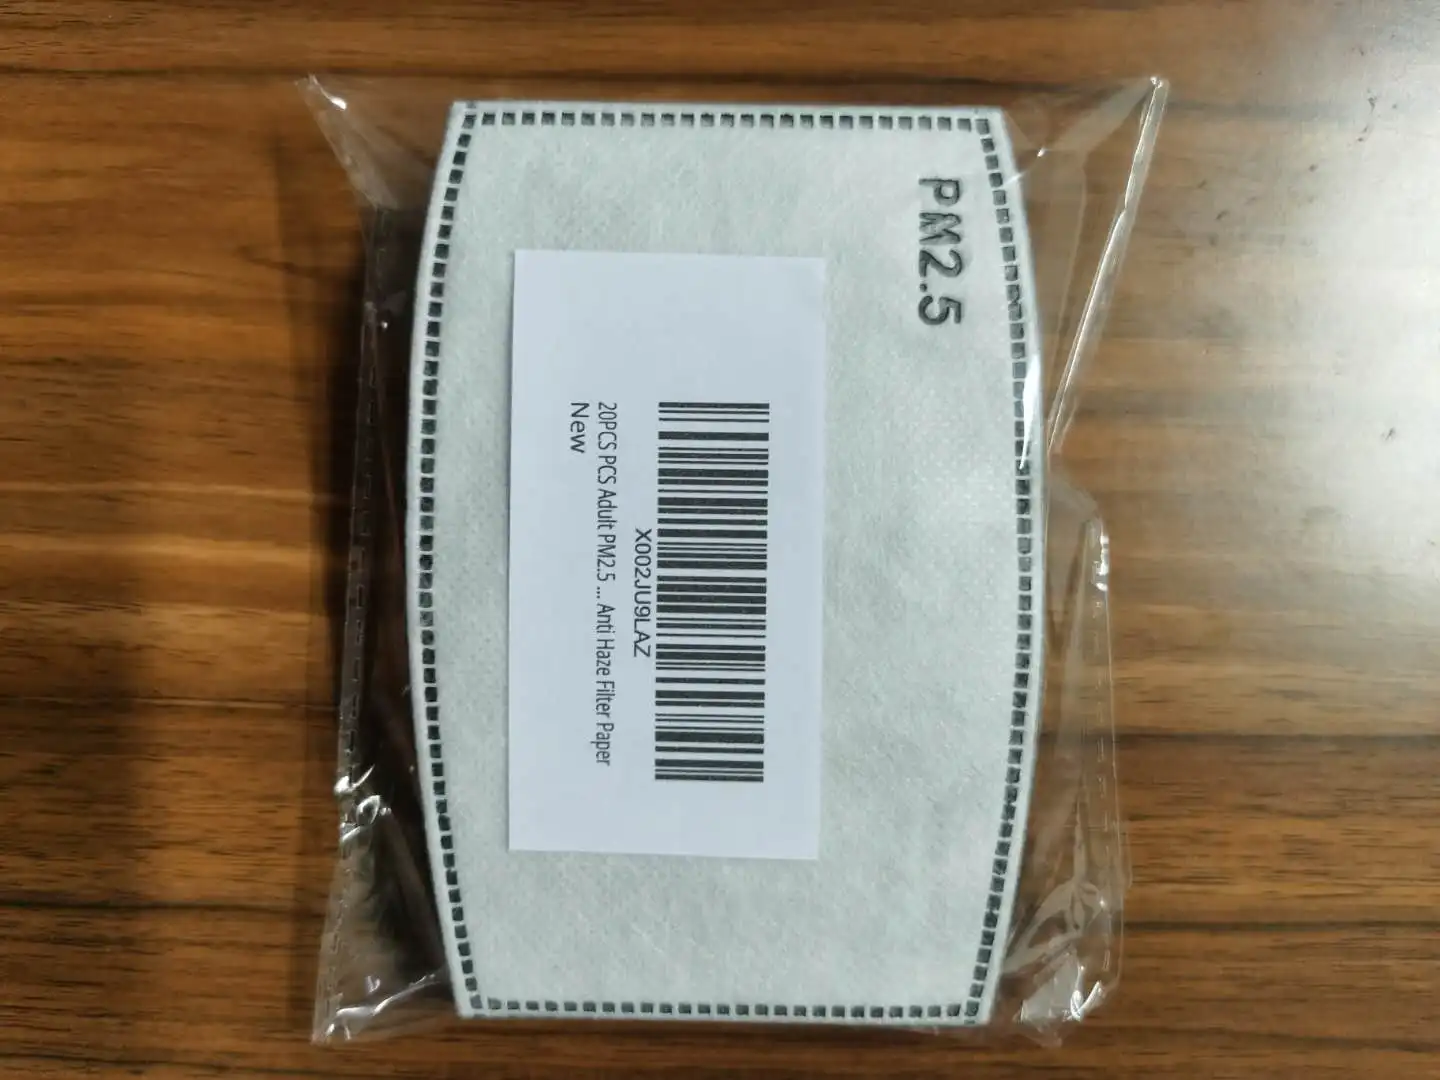 PM2.5
X002JU9LAZ
20PCS PCS Adult PM2.5 ... Anti Haze Filter Paper
New